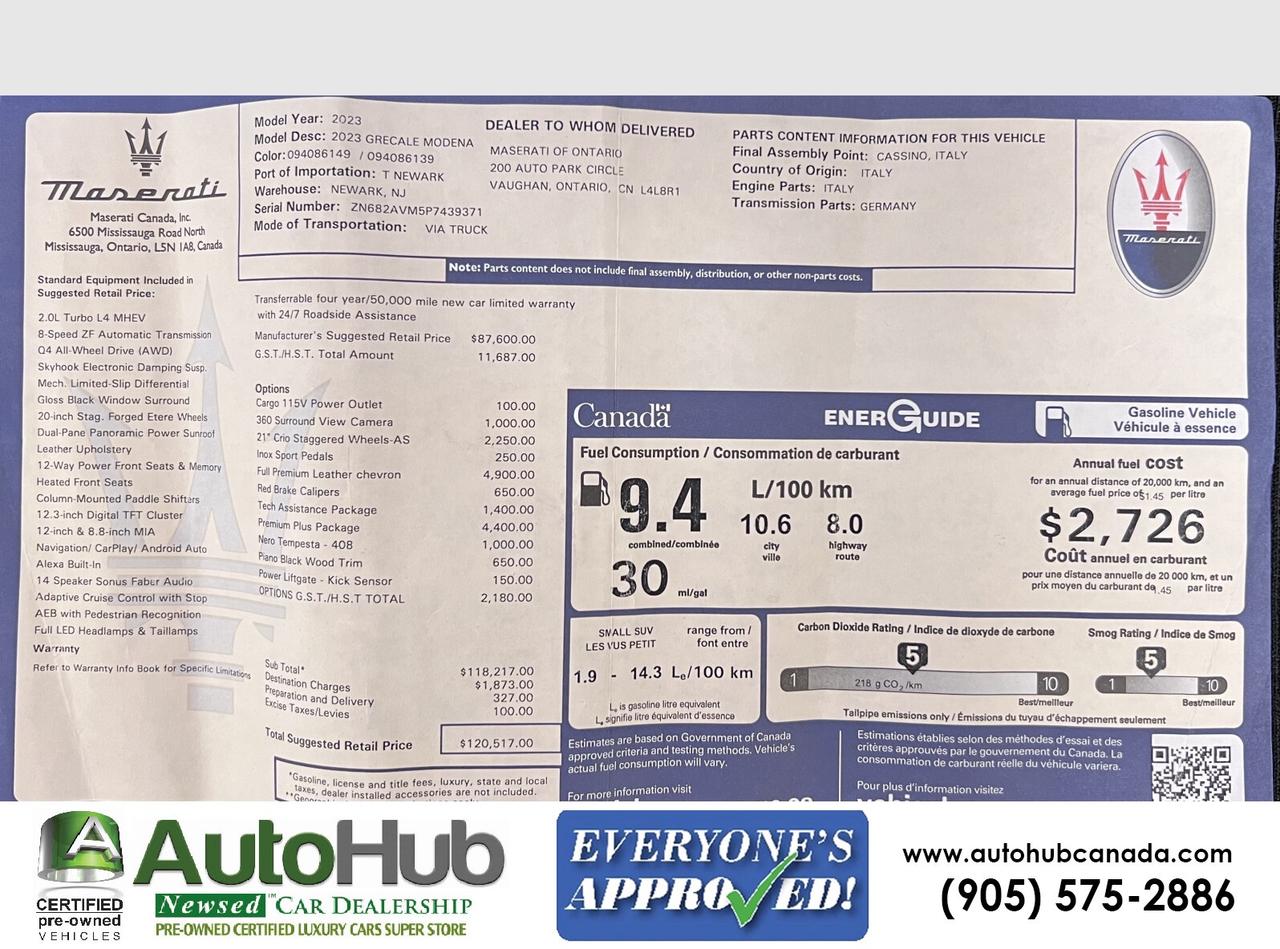 Maserati
Maserati Canada, Inc.
6500 Mississauga Road North
Mississauga, Ontario, L5N 1A8, Canada
Model Year: 2023
Model Desc: 2023 GRECALE MODENA
Color: 094086149 / 094086139
Port of Importation: T NEWARK
Warehouse: NEWARK, NJ
Serial Number: ZN682AVM5P7439371
Mode of Transportation: VIA TRUCK
DEALER TO WHOM DELIVERED
MASERATI OF ONTARIO
200 AUTO PARK CIRCLE
VAUGHAN, ONTARIO, CN L4L8R1
PARTS CONTENT IMFORMATION FOR THIS VEHICLE
Final Assembly Point: CASSINO, ITALY
Country of Origin: ITALY
Engine Parts: ITALY
Transmission Parts: GERMANY
Maserati
Note: Parts content does not include final assembly, distribution, or other non-parts costs.
Standard Equipment Included in
Suggested Retail Price:
2.0L Turbo L4 MHEV
8-Speed ZF Automatic Transmission
Q4 All-Wheel Drive (AWD)
Skyhook Electronic Damping Susp.
Mech. Limited-Slip Differential
Gloss Black Window Surround
20-inch Stag. Forged Etere Wheels
Dual-Pane Panoramic Power Sunroof
Leather Upholstery
12-Way Power Front Seats & Memory
Heated Front Seats
Column-Mounted Paddle Shifters
12.3-inch Digital TFT Cluster
12-inch & 8.8-inch MIA
Navigation/ CarPlay/ Android Auto
Alexa Built-In
14 Speaker Sonus Faber Audio
Adaptive Cruise Control with Stop
AEB with Pedestrian Recognition
Full LED Headlamps & Taillamps
Warranty
Refer to Warranty Info Book for Specific Limitations
Transferrable four year/50,000 mile new car limited warranty
with 24/7 Roadside Assistance
Manufacturer's Suggested Retail Price $87,600.00
G.S.T./H.S.T. Total Amount 11,687.00
Options
Cargo 115V Power Outlet 100.00
360 Surround View Camera 1,000.00
21" Crio Staggered Wheels-AS 2,250.00
Inox Sport Pedals 250.00
Full Premium Leather chevron 4,900.00
Red Brake Calipers 650.00
Tech Assistance Package 1,400.00
Premium Plus Package 4,400.00
Nero Tempesta - 408 1,000.00
Piano Black Wood Trim 650.00
Power Liftgate - Kick Sensor 150.00
OPTIONS G.S.T./H.S.T TOTAL 2,180.00
Sub Total* $118,217.00
Destination Charges $1,873.00
Preparation and Delivery 327.00
Excise Taxes/Levies 100.00
Total Suggested Retail Price $120,517.00
*Gasoline, license and title fees, luxury, state and local
taxes, dealer installed accessories are not included.
Canada
ENERGUIDE
Gasoline Vehicle
Véhicule à essence
Fuel Consumption / Consommation de carburant
9.4
combined/combinée
L/100 km
10.6 8.0
city highway
ville route
30 ml/gal
Annual fuel cost
for an annual distance of 20,000 km, and an
average fuel price of $1.45 per litre
$2,726
Coût annuel en carburant
pour une distance annuelle de 20 000 km, et un
prix moyen du carburant de 1.45 par litre
SMALL SUV range from /
LES VUS PETIT font entre
1.9 - 14.3 Le/100 km
Le is gasoline litre equivalent
Le signifie litre équivalent d'essence
Carbon Dioxide Rating / Indice de dioxyde de carbone
5
1 218 g CO2/km 10
Best/meilleur
Smog Rating / Indice de Smog
5
1 10
Best/meilleur
Tailpipe emissions only / Émissions du tuyau d'échappement seulement
Estimates are based on Government of Canada
approved criteria and testing methods. Vehicle's
actual fuel consumption will vary.
For more information visit
Estimations établies selon des méthodes d'essai et des
critères approuvés par le gouvernement du Canada. La
consommation de carburant réelle du véhicule variera.
Pour plus d'information visitez
A
CERTIFIED
pre-owned
VEHICLES
AutoHub
Newsed™ CAR DEALERSHIP
PRE-OWNED CERTIFIED LUXURY CARS SUPER STORE
EVERYONE'S
APPROVED!
www.autohubcanada.com
(905) 575-2886